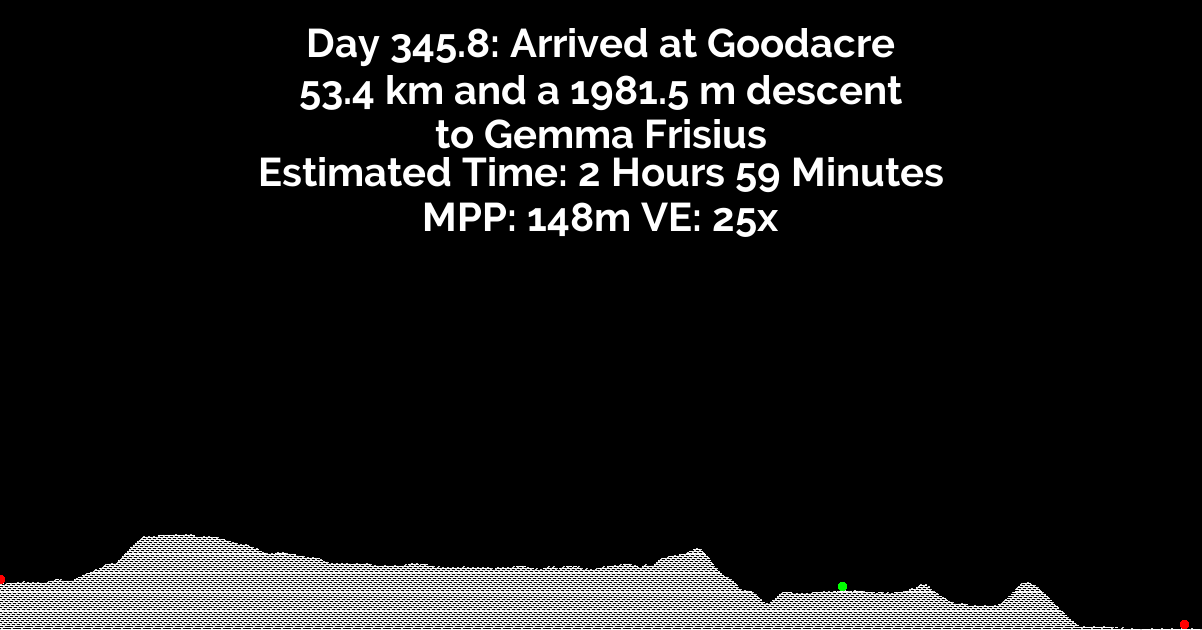 Day 345.8: Arrived at Goodacre
53.4 km and a 1981.5 m descent
to Gemma Frisius
Estimated Time: 2 Hours 59 Minutes
MPP: 148m VE: 25x